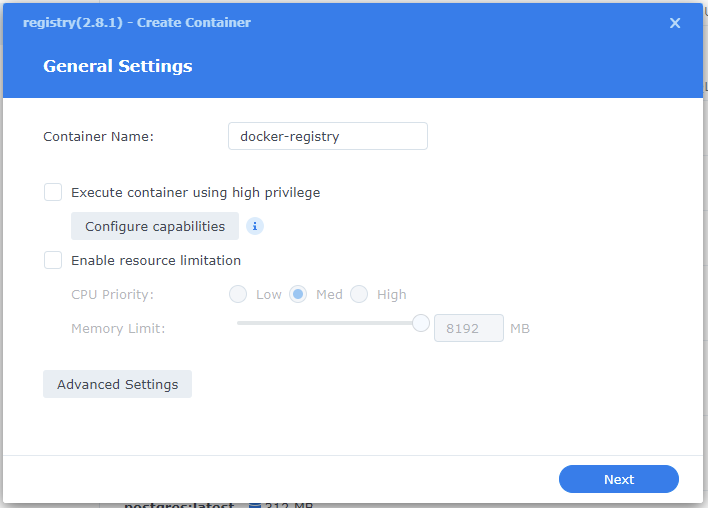 registry(2.8.1) - Create Container
General Settings
Container Name: docker-registry
Execute container using high privilege
Configure capabilities i
Enable resource limitation
CPU Priority: Low Med High
Memory Limit: 8192 MB
Advanced Settings
Next
postgres:latest 312 MB